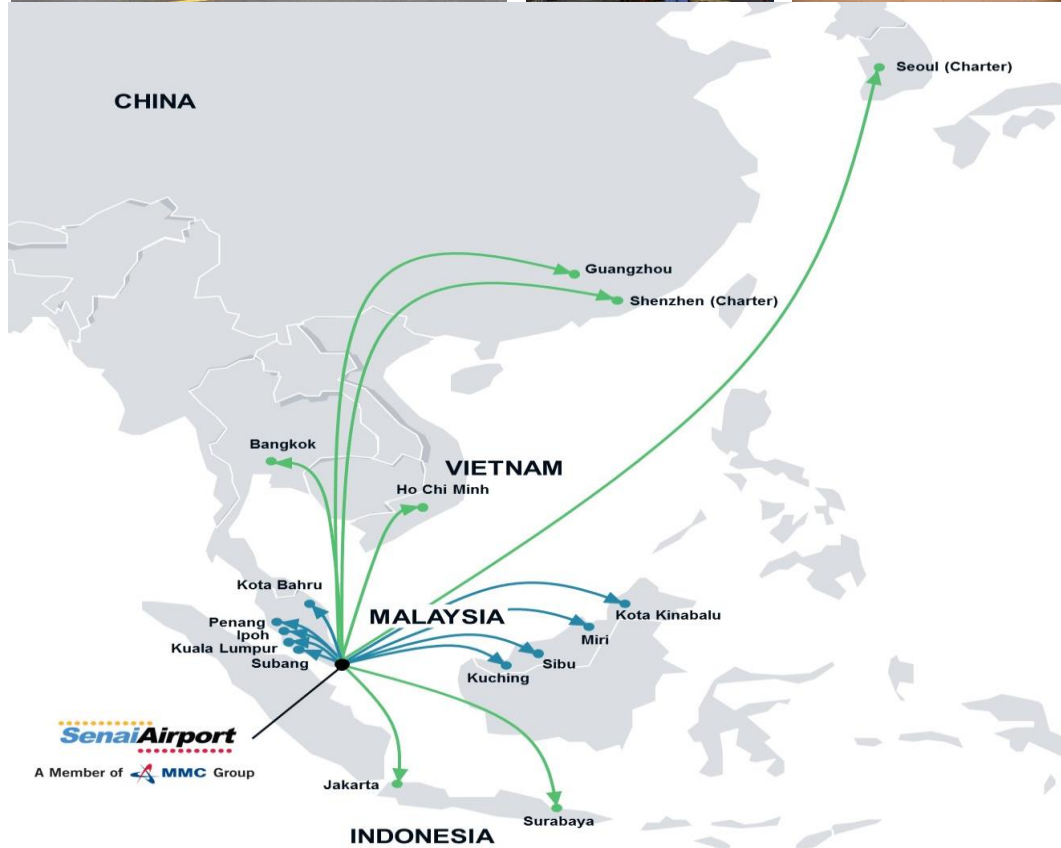 Seoul (Charter)
CHINA
Guangzhou
Shenzhen (Charter)
Bangkok
VIETNAM
Ho Chi Minh
Kota Bahru
MALAYSIA
Kota Kinabalu
Penang
Ipoh
Miri
Kuala Lumpur
Subang
Sibu
Kuching
SenaiAirport
A Member of MMC Group
Jakarta
Surabaya
INDONESIA